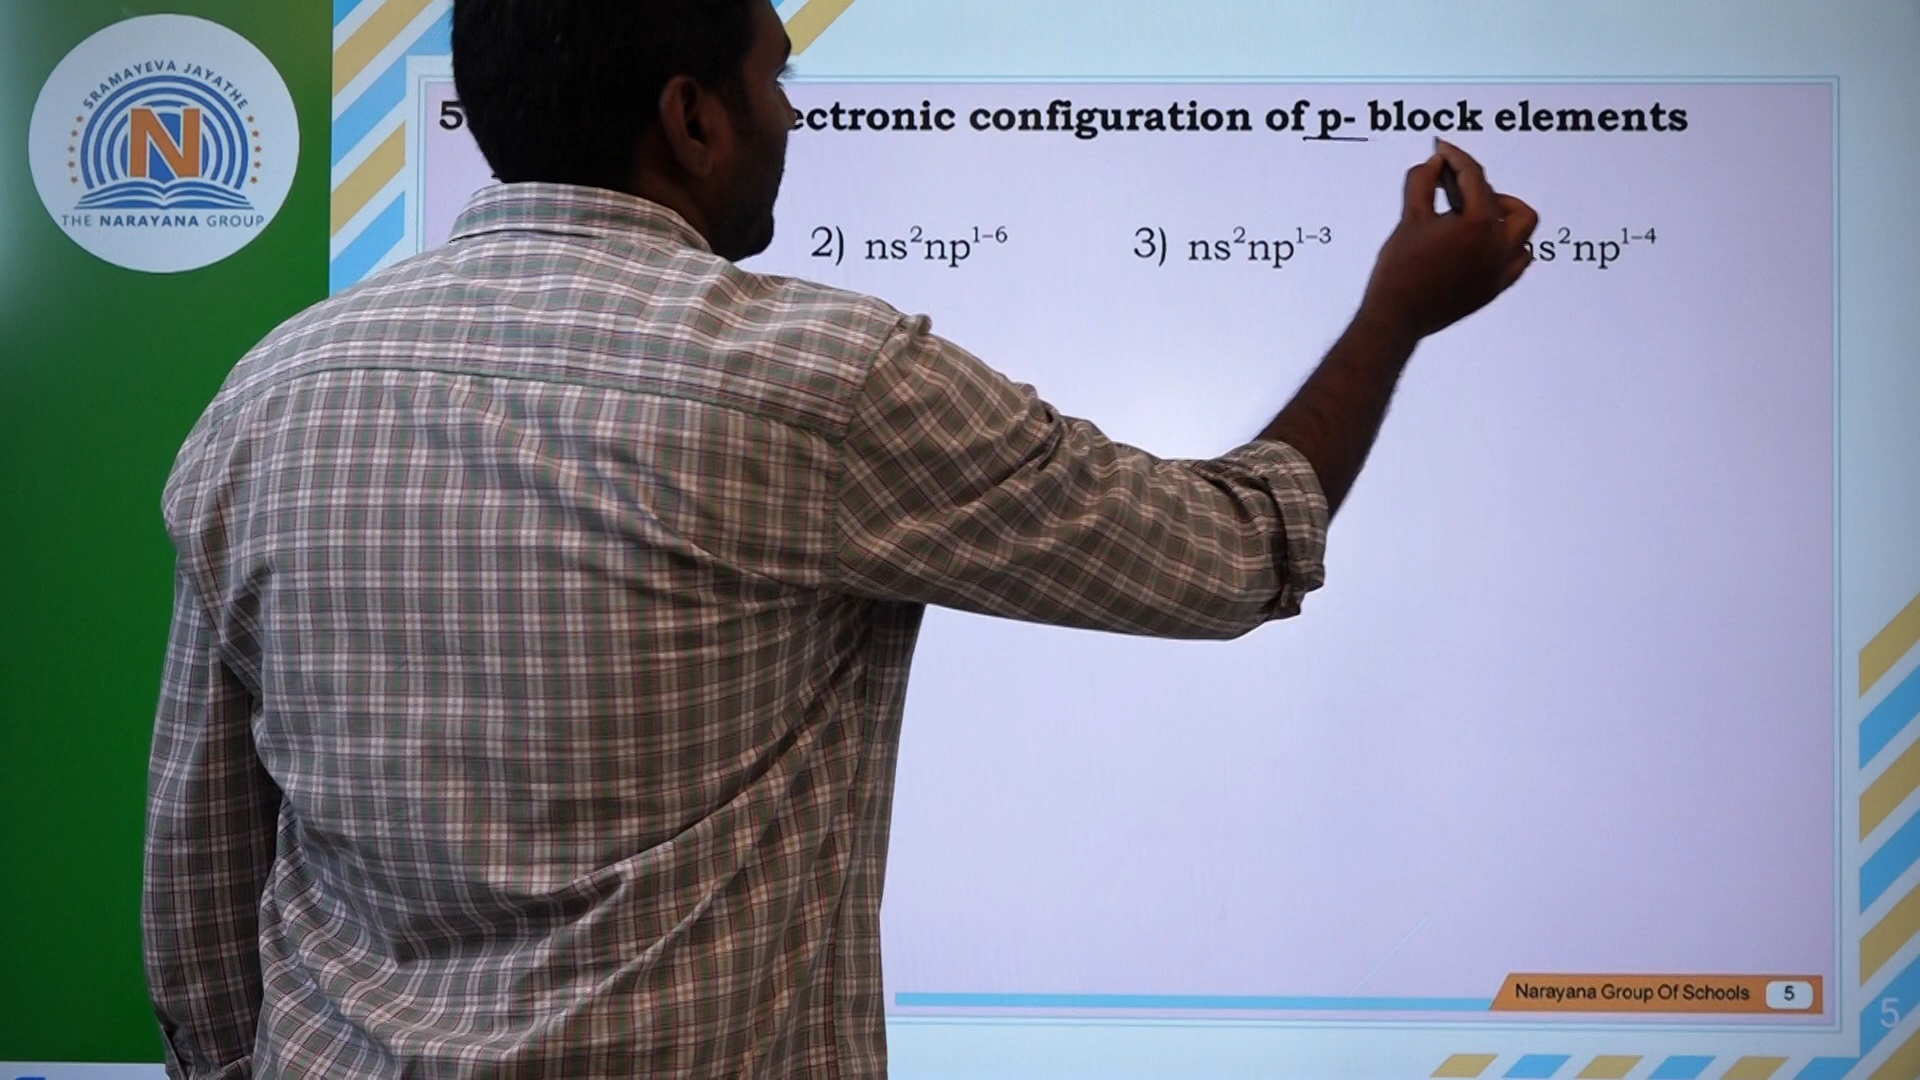 SRAMAYEVA JAYATHE
N
THE NARAYANA GROUP
5 ectronic configuration of p- block elements
2) ns²np¹⁻⁶ 3) ns²np¹⁻³ s²np¹⁻⁴
Narayana Group Of Schools 5
5